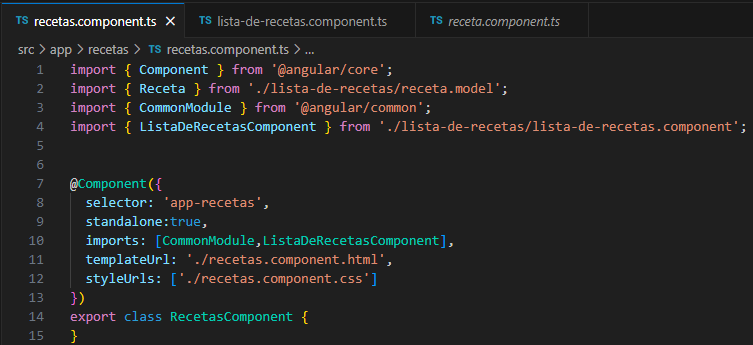 TS recetas.component.ts × TS lista-de-recetas.component.ts TS receta.component.ts
src > app > recetas > TS recetas.component.ts > ...
1 import { Component } from '@angular/core';
2 import { Receta } from './lista-de-recetas/receta.model';
3 import { CommonModule } from '@angular/common';
4 import { ListaDeRecetasComponent } from './lista-de-recetas/lista-de-recetas.component';
5
6
7 @Component({
8   selector: 'app-recetas',
9   standalone:true,
10   imports: [CommonModule,ListaDeRecetasComponent],
11   templateUrl: './recetas.component.html',
12   styleUrls: ['./recetas.component.css']
13 })
14 export class RecetasComponent {
15 }